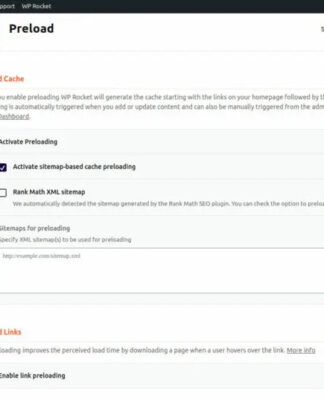 pport WP Rocket
Preload
S
d Cache
ou enable preloading WP Rocket will generate the cache starting with the links on your homepage followed by th
ing is automatically triggered when you add or update content and can also be manually triggered from the adm
Dashboard.
Activate Preloading
Activate sitemap-based cache preloading
Rank Math XML sitemap
We automatically detected the sitemap generated by the Rank Math SEO plugin. You can check the option to preloa
Sitemaps for preloading
Specify XML sitemap(s) to be used for preloading
http://example.com/sitemap.xml
d Links
loading improves the perceived load time by downloading a page when a user hovers over the link. More info
Enable link preloading